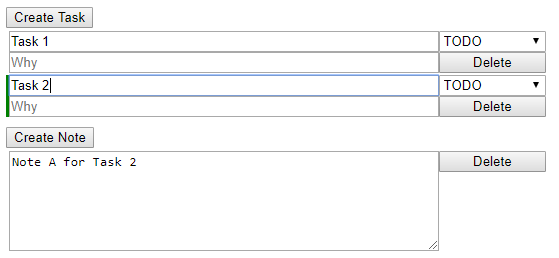 Create Task
Task 1 TODO
Why Delete
Task 2 TODO
Why Delete
Create Note
Note A for Task 2 Delete